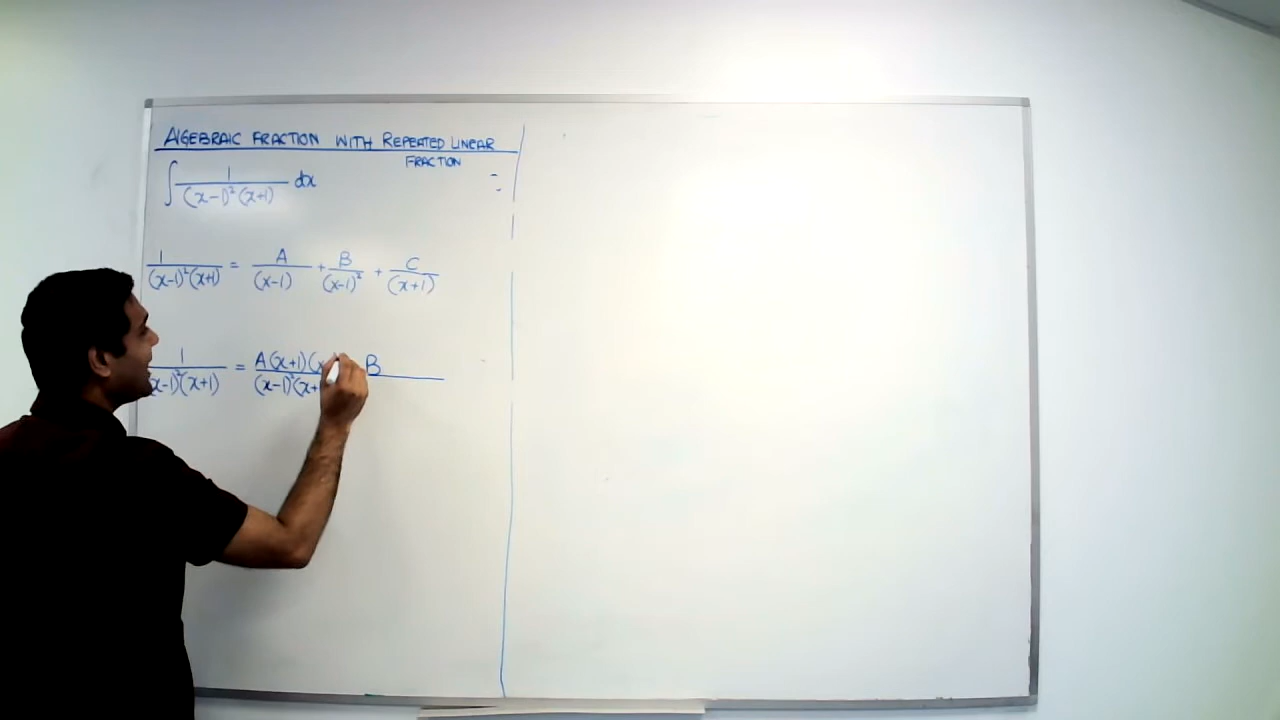 ALGEBRAIC FRACTION WITH REPEATED LINEAR
FRACTION
∫ 1/((x-1)²(x+1)) dx =
1/((x-1)²(x+1)) = A/(x-1) + B/(x-1)² + C/(x+1)
1/(x-1)²(x+1) = A(x+1)(x B
(x-1)²(x+